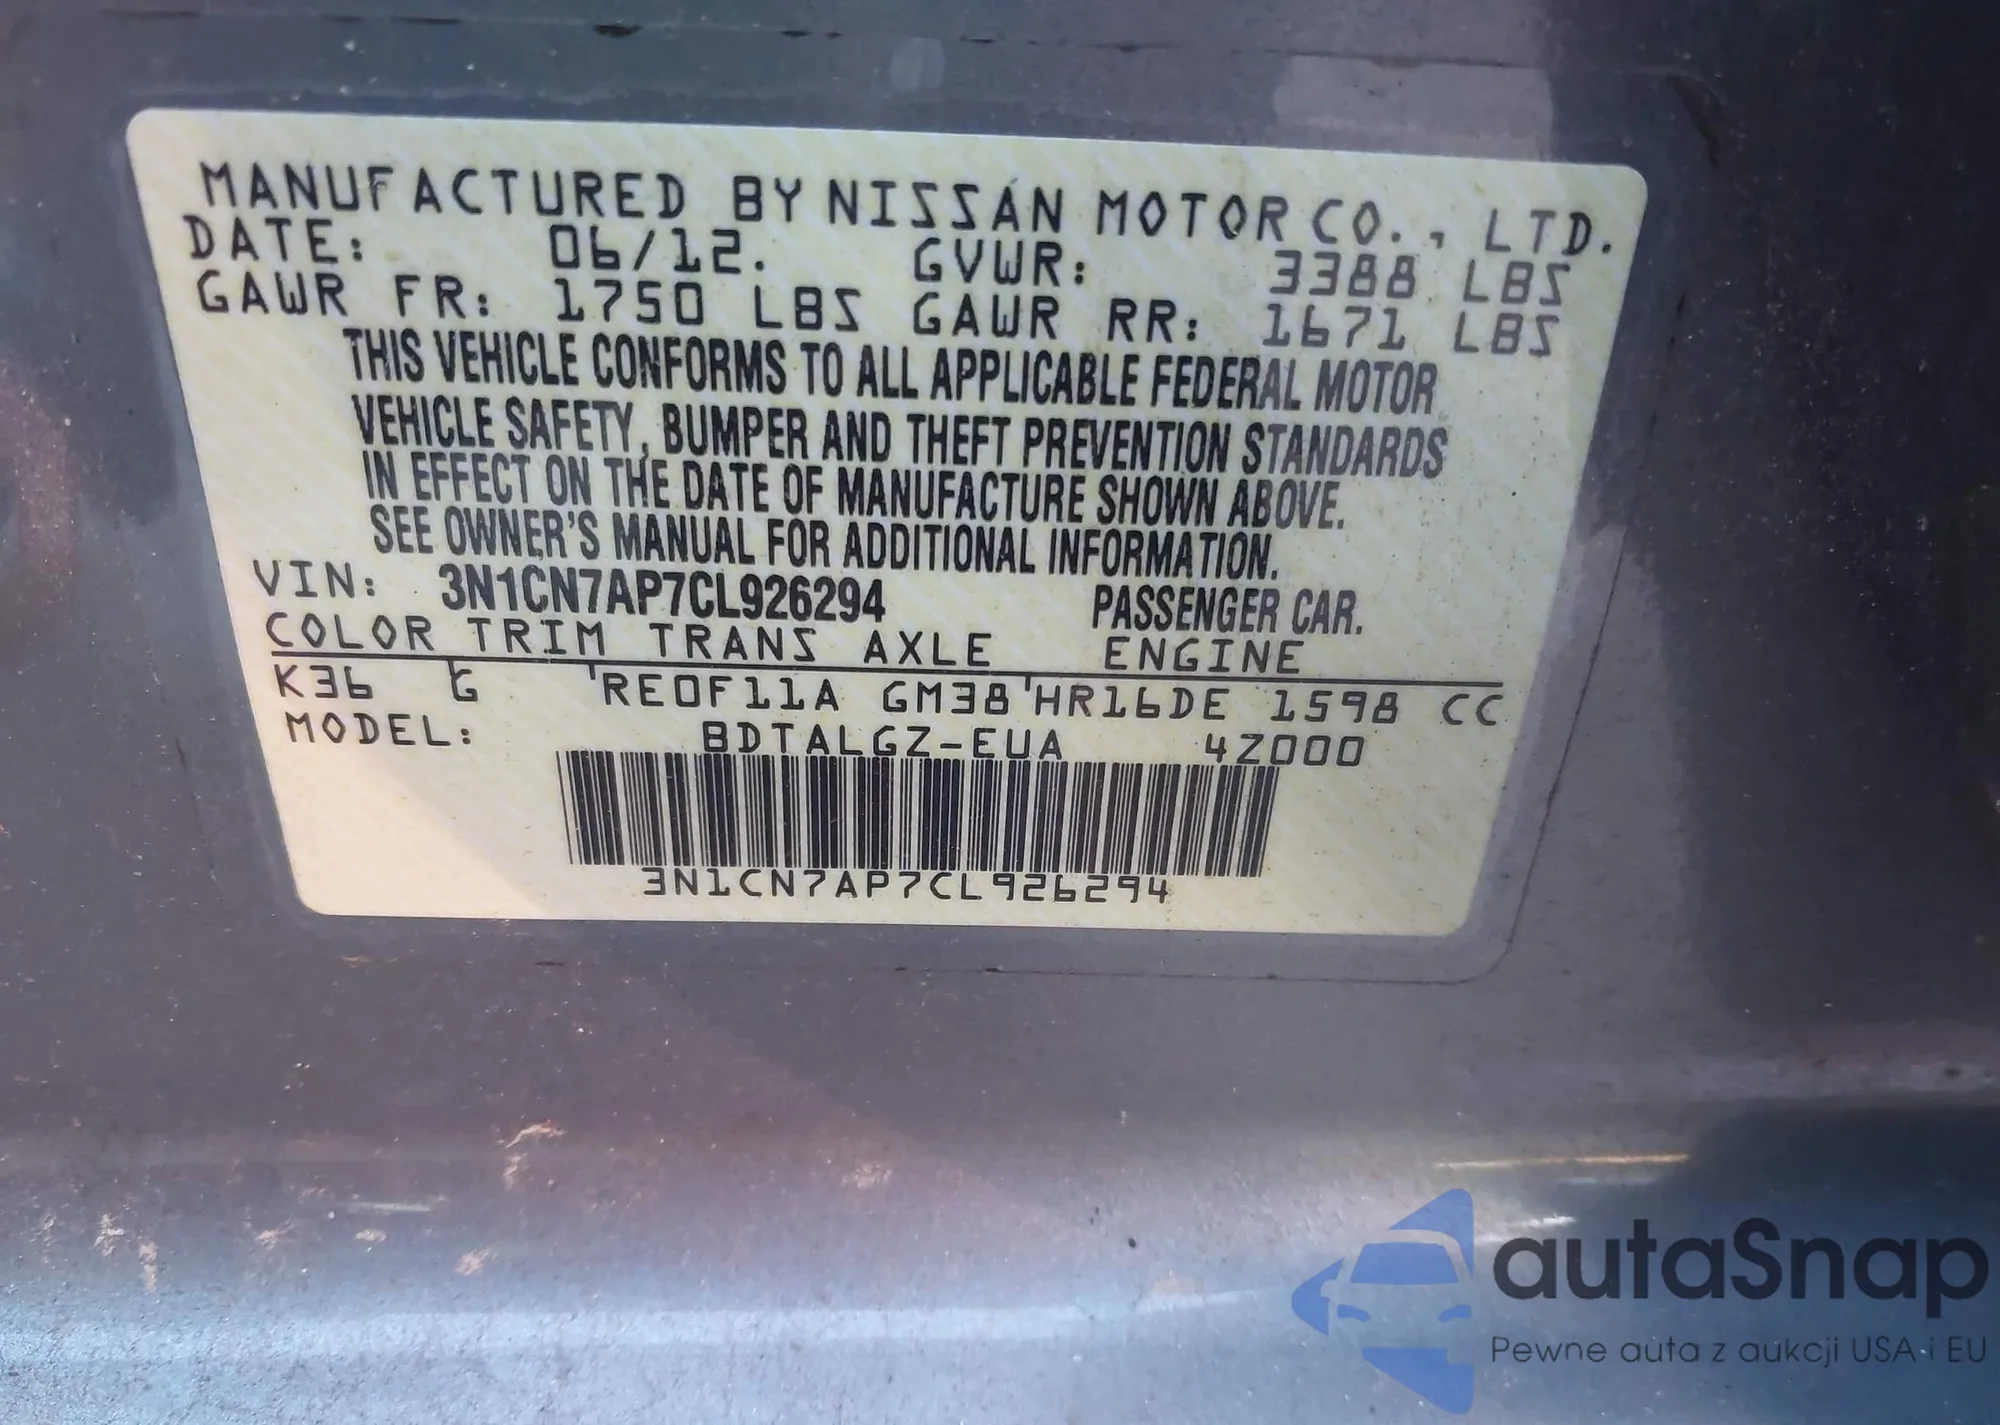 MANUFACTURED BY NISSAN MOTOR CO., LTD.
DATE: 06/12. GVWR: 3388 LBS
GAWR FR: 1750 LBS GAWR RR: 1671 LBS
THIS VEHICLE CONFORMS TO ALL APPLICABLE FEDERAL MOTOR
VEHICLE SAFETY, BUMPER AND THEFT PREVENTION STANDARDS
IN EFFECT ON THE DATE OF MANUFACTURE SHOWN ABOVE.
SEE OWNER'S MANUAL FOR ADDITIONAL INFORMATION.
VIN: 3N1CN7AP7CL926294 PASSENGER CAR.
COLOR TRIM TRANS AXLE ENGINE
K36 G 'RE0F11A GM38'HR16DE 1598 CC
MODEL: BDTALGZ-EUA 4Z000
3N1CN7AP7CL926294
autaSnap
Pewne auta z aukcji USA i EU